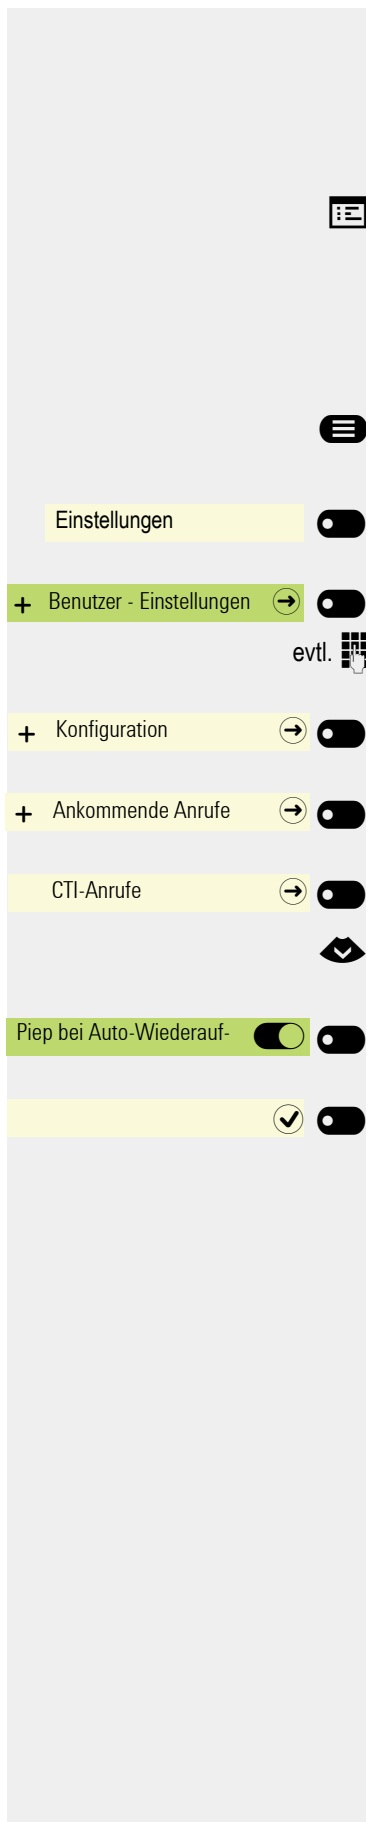 Einstellungen
+ Benutzer - Einstellungen
evtl.
+ Konfiguration
+ Ankommende Anrufe
CTI-Anrufe
Piep bei Auto-Wiederauf-